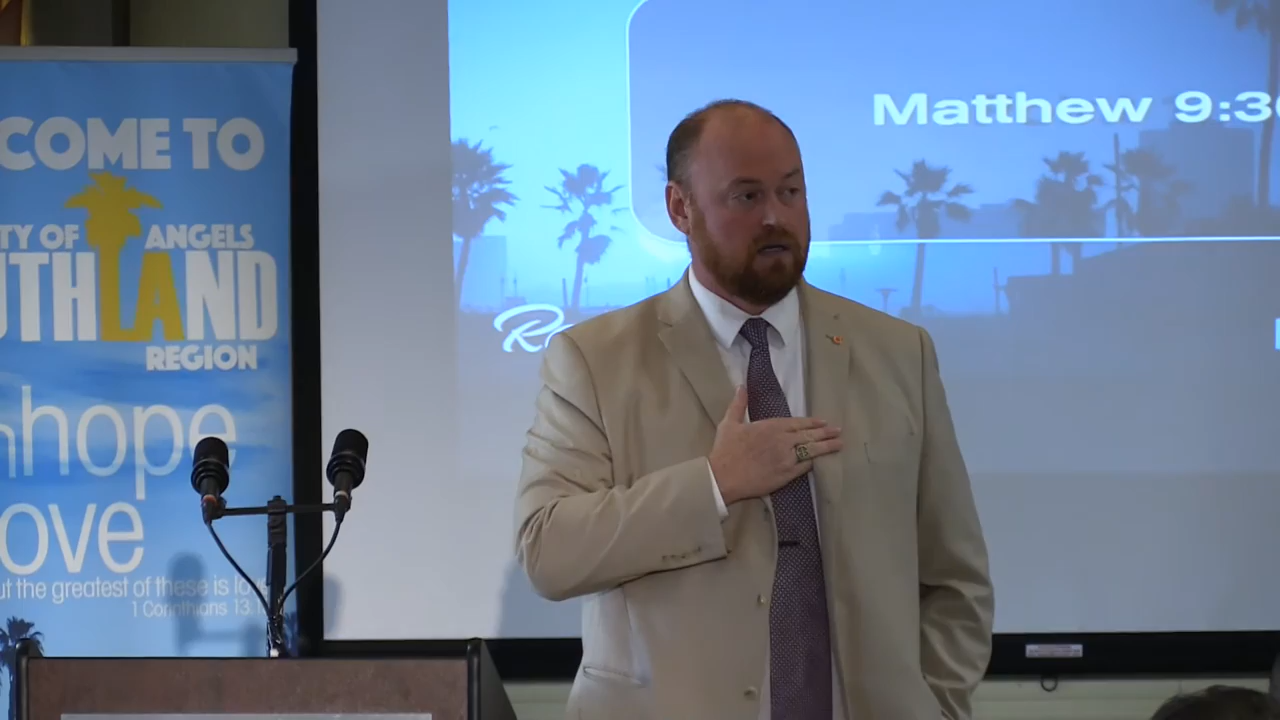 COME TO
TY OF ANGELS
UTHLAND
REGION
hope
ove
ut the greatest of these is love
1 Corinthians 13:1
Matthew 9:3